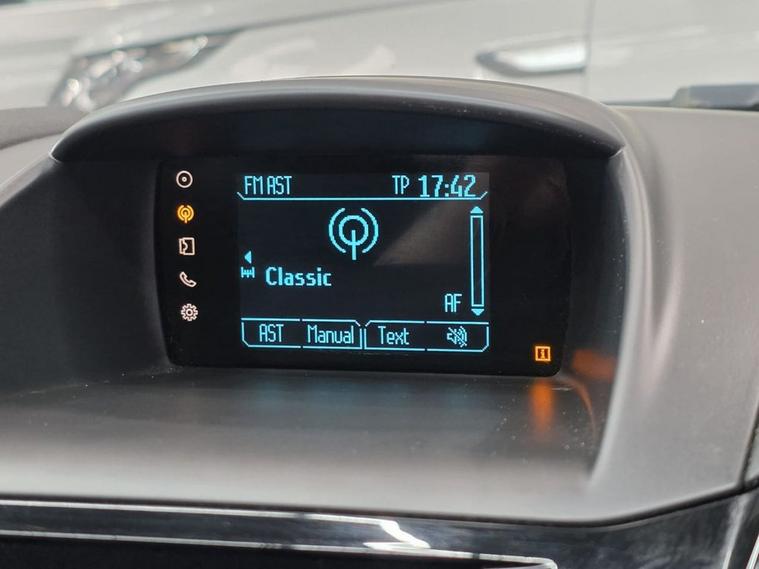 FM AST TP 17:42
Classic
AF
AST Manual Text